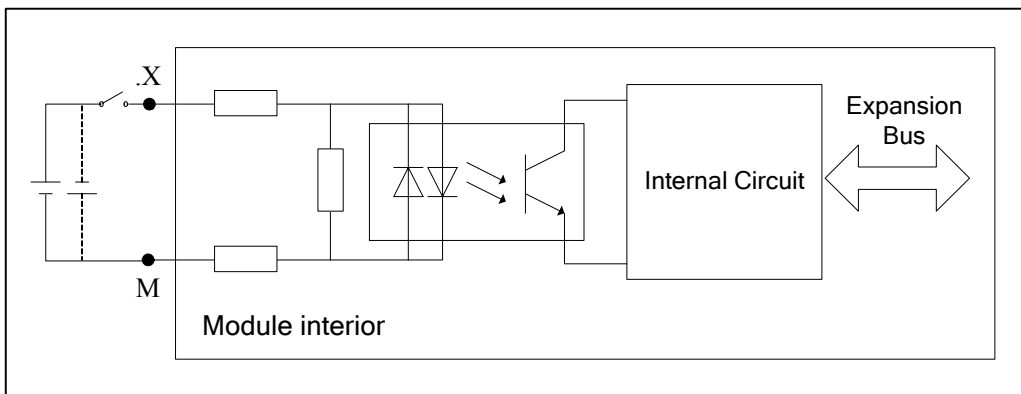 .X
Expansion
Bus
Internal Circuit
M
Module interior